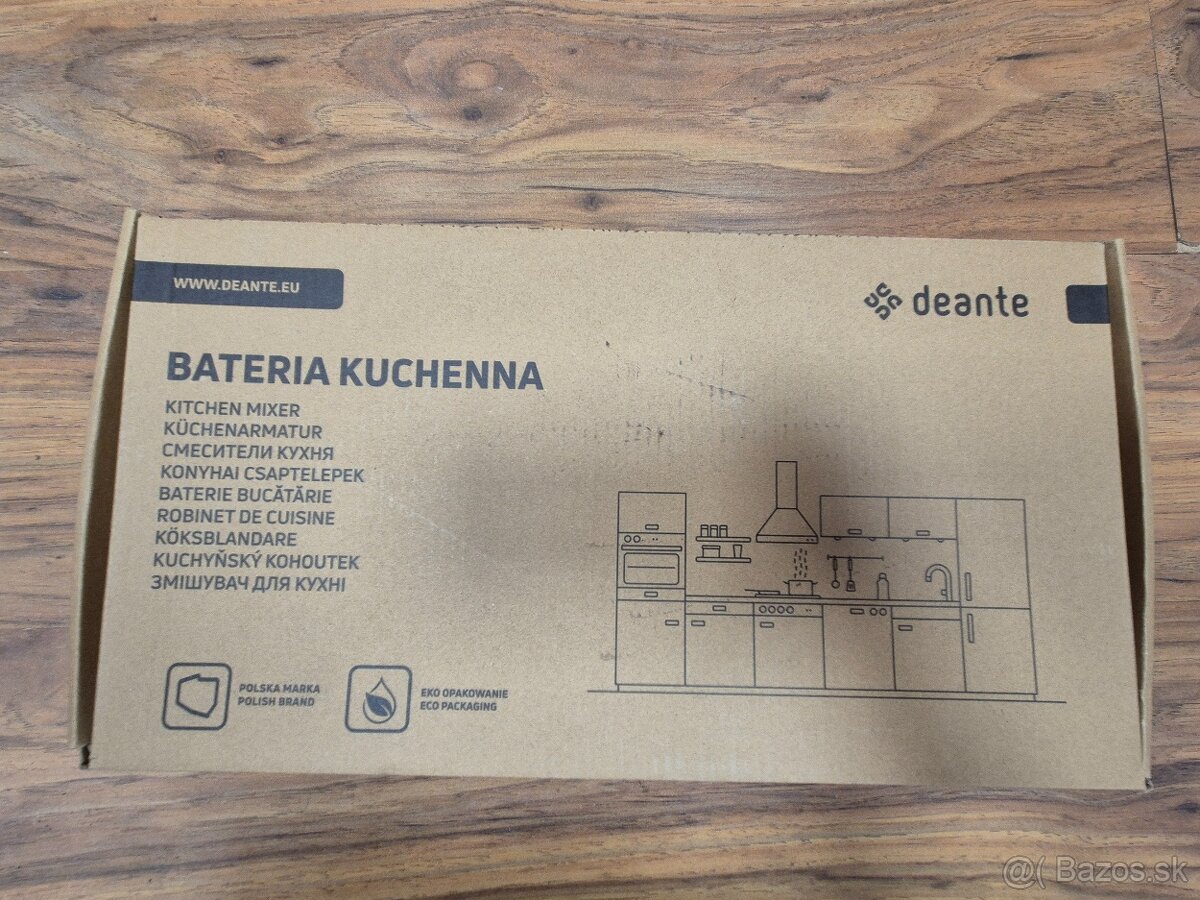 WWW.DEANTE.EU
deante
BATERIA KUCHENNA
KITCHEN MIXER
KÜCHENARMATUR
СМЕСИТЕЛИ КУХНЯ
KONYHAI CSAPTELEPEK
BATERIE BUCĂTĂRIE
ROBINET DE CUISINE
KÖKSBLANDARE
KUCHYŇSKÝ KOHOUTEK
ЗМІШУВАЧ ДЛЯ КУХНІ
POLSKA MARKA
POLISH BRAND
EKO OPAKOWANIE
ECO PACKAGING
@( Bazos.sk